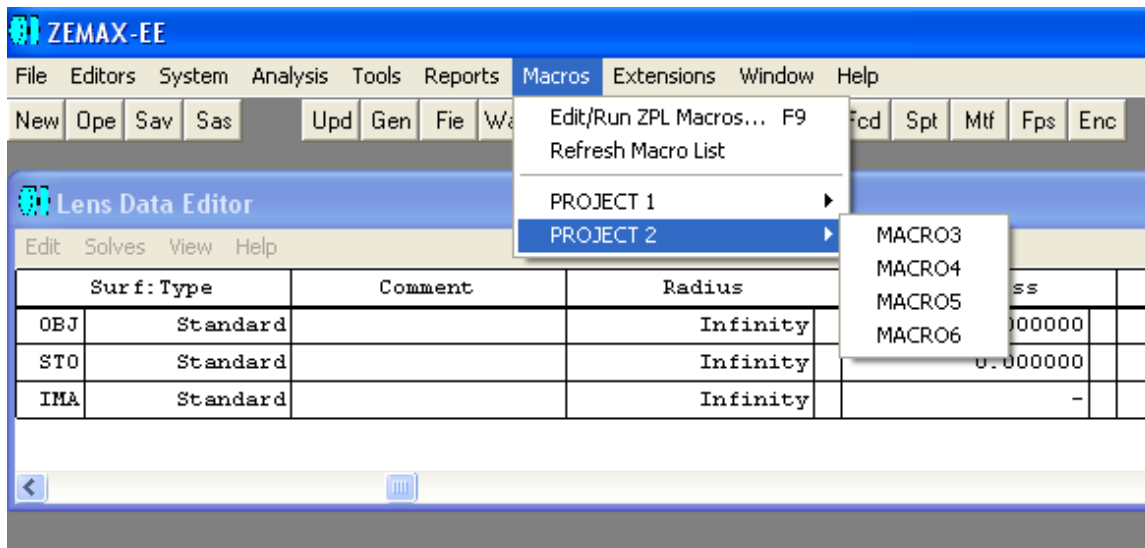 ZEMAX-EE
File Editors System Analysis Tools Reports Macros Extensions Window Help
New Ope Sav Sas Upd Gen Fie Fcd Spt Mtf Fps Enc
Edit/Run ZPL Macros... F9
Refresh Macro List
PROJECT 1
PROJECT 2
MACRO3
MACRO4
MACRO5
MACRO6
Lens Data Editor
Edit Solves View Help
Surf:Type Comment Radius
OBJ Standard Infinity
STO Standard Infinity 0.000000
IMA Standard Infinity -